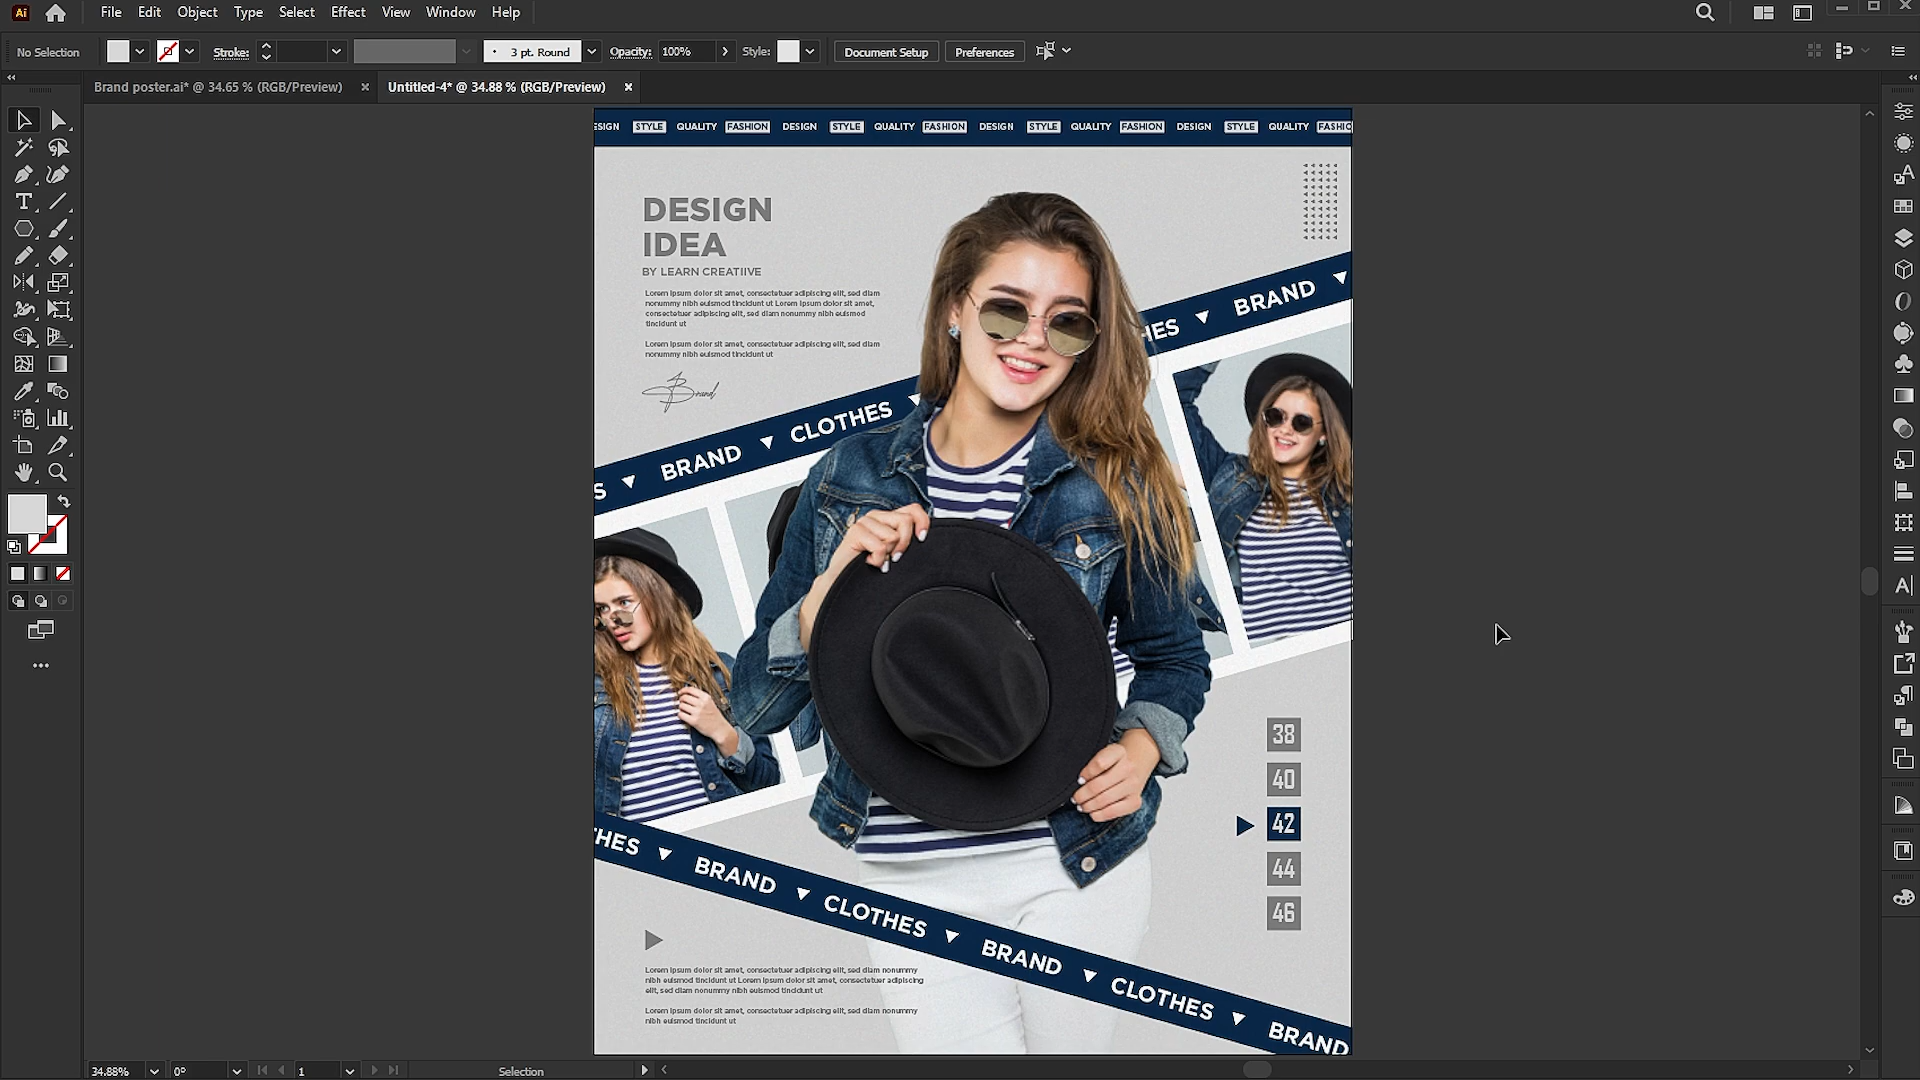 Ai File Edit Object Type Select Effect View Window Help
No Selection Stroke: 3 pt. Round Opacity: 100% Style: Document Setup Preferences
Brand poster.ai* @ 34.65 % (RGB/Preview) × Untitled-4* @ 34.88 % (RGB/Preview) ×
ESIGN STYLE QUALITY FASHION DESIGN STYLE QUALITY FASHION DESIGN STYLE QUALITY FASHION DESIGN STYLE QUALITY FASHIO
DESIGN
IDEA
BY LEARN CREATIIVE
Lorem ipsum dolor sit amet, consectetuer adipiscing elit, sed diam
nonummy nibh euismod tincidunt ut Lorem ipsum dolor sit amet,
consectetuer adipiscing elit, sed diam nonummy nibh euismod
tincidunt ut
Lorem ipsum dolor sit amet, consectetuer adipiscing elit, sed diam
nonummy nibh euismod tincidunt ut
Brand
S BRAND CLOTHES HES BRAND
38
40
42
44
46
THES BRAND CLOTHES BRAND CLOTHES BRAND
Lorem ipsum dolor sit amet, consectetuer adipiscing elit, sed diam nonummy
nibh euismod tincidunt ut Lorem ipsum dolor sit amet, consectetuer adipiscing
elit, sed diam nonummy nibh euismod tincidunt ut
Lorem ipsum dolor sit amet, consectetuer adipiscing elit, sed diam nonummy
nibh euismod tincidunt ut
34.88% 0° 1 Selection